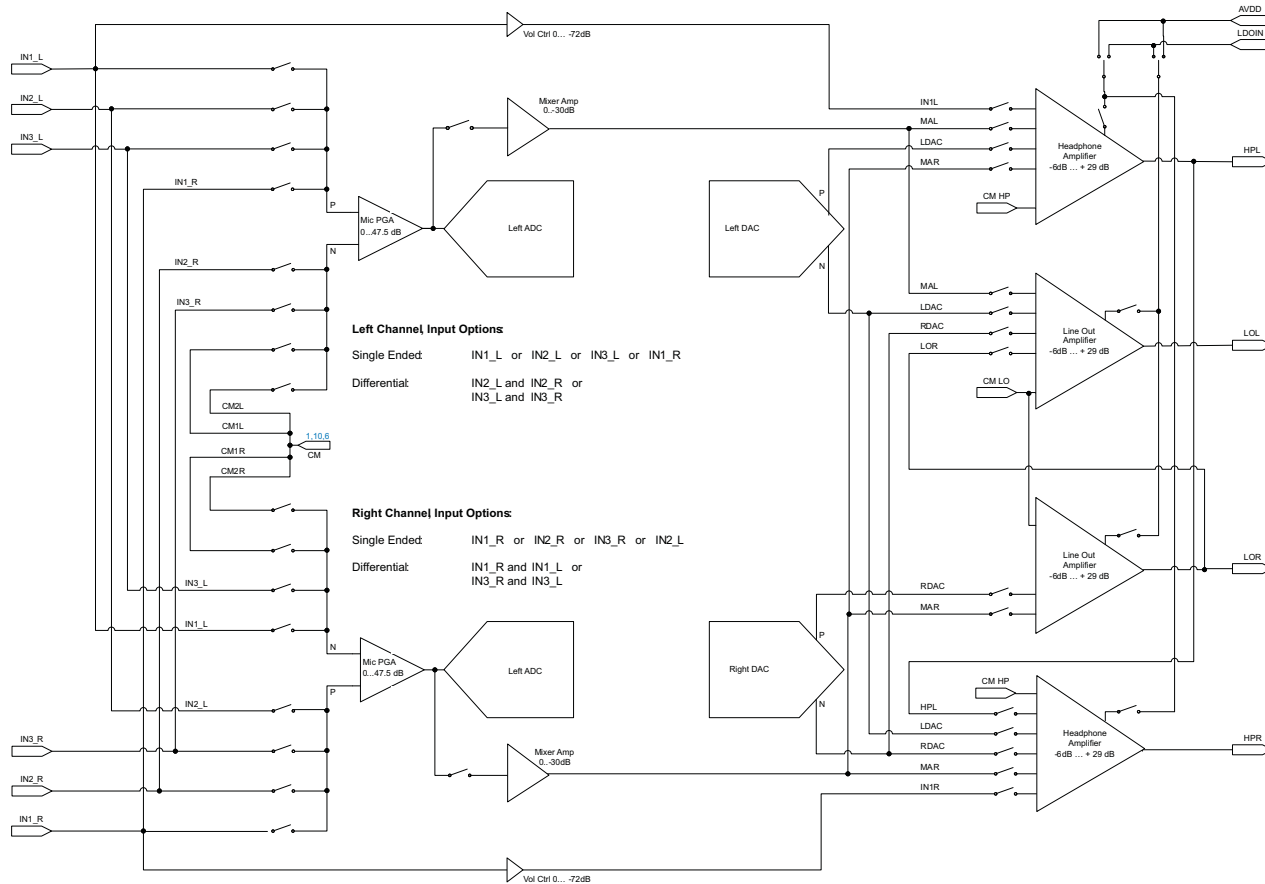 AVDD
LDOIN
Vol Ctrl 0... -72dB
IN1_L
IN2_L
IN3_L
IN1_R
Mixer Amp
0..-30dB
IN1L
MAL
LDAC
MAR
CM HP
Headphone
Amplifier
-6dB ... + 29 dB
HPL
P
Mic PGA
0...47.5 dB
N
Left ADC
Left DAC
P
N
IN2_R
IN3_R
MAL
LDAC
RDAC
LOR
CM LO
Line Out
Amplifier
-6dB ... + 29 dB
LOL
Left Channel, Input Options:
Single Ended: IN1_L or IN2_L or IN3_L or IN1_R
Differential: IN2_L and IN2_R or
IN3_L and IN3_R
CM2L
CM1L
1,10,6
CM
CM1R
CM2R
Right Channel, Input Options:
Single Ended: IN1_R or IN2_R or IN3_R or IN2_L
Differential: IN1_R and IN1_L or
IN3_R and IN3_L
Line Out
Amplifier
-6dB ... + 29 dB
LOR
RDAC
MAR
IN3_L
IN1_L
N
Mic PGA
0...47.5 dB
P
Left ADC
Right DAC
P
N
IN2_L
IN3_R
IN2_R
IN1_R
CM HP
HPL
LDAC
RDAC
MAR
IN1R
Headphone
Amplifier
-6dB ... + 29 dB
HPR
Mixer Amp
0..-30dB
Vol Ctrl 0... -72dB